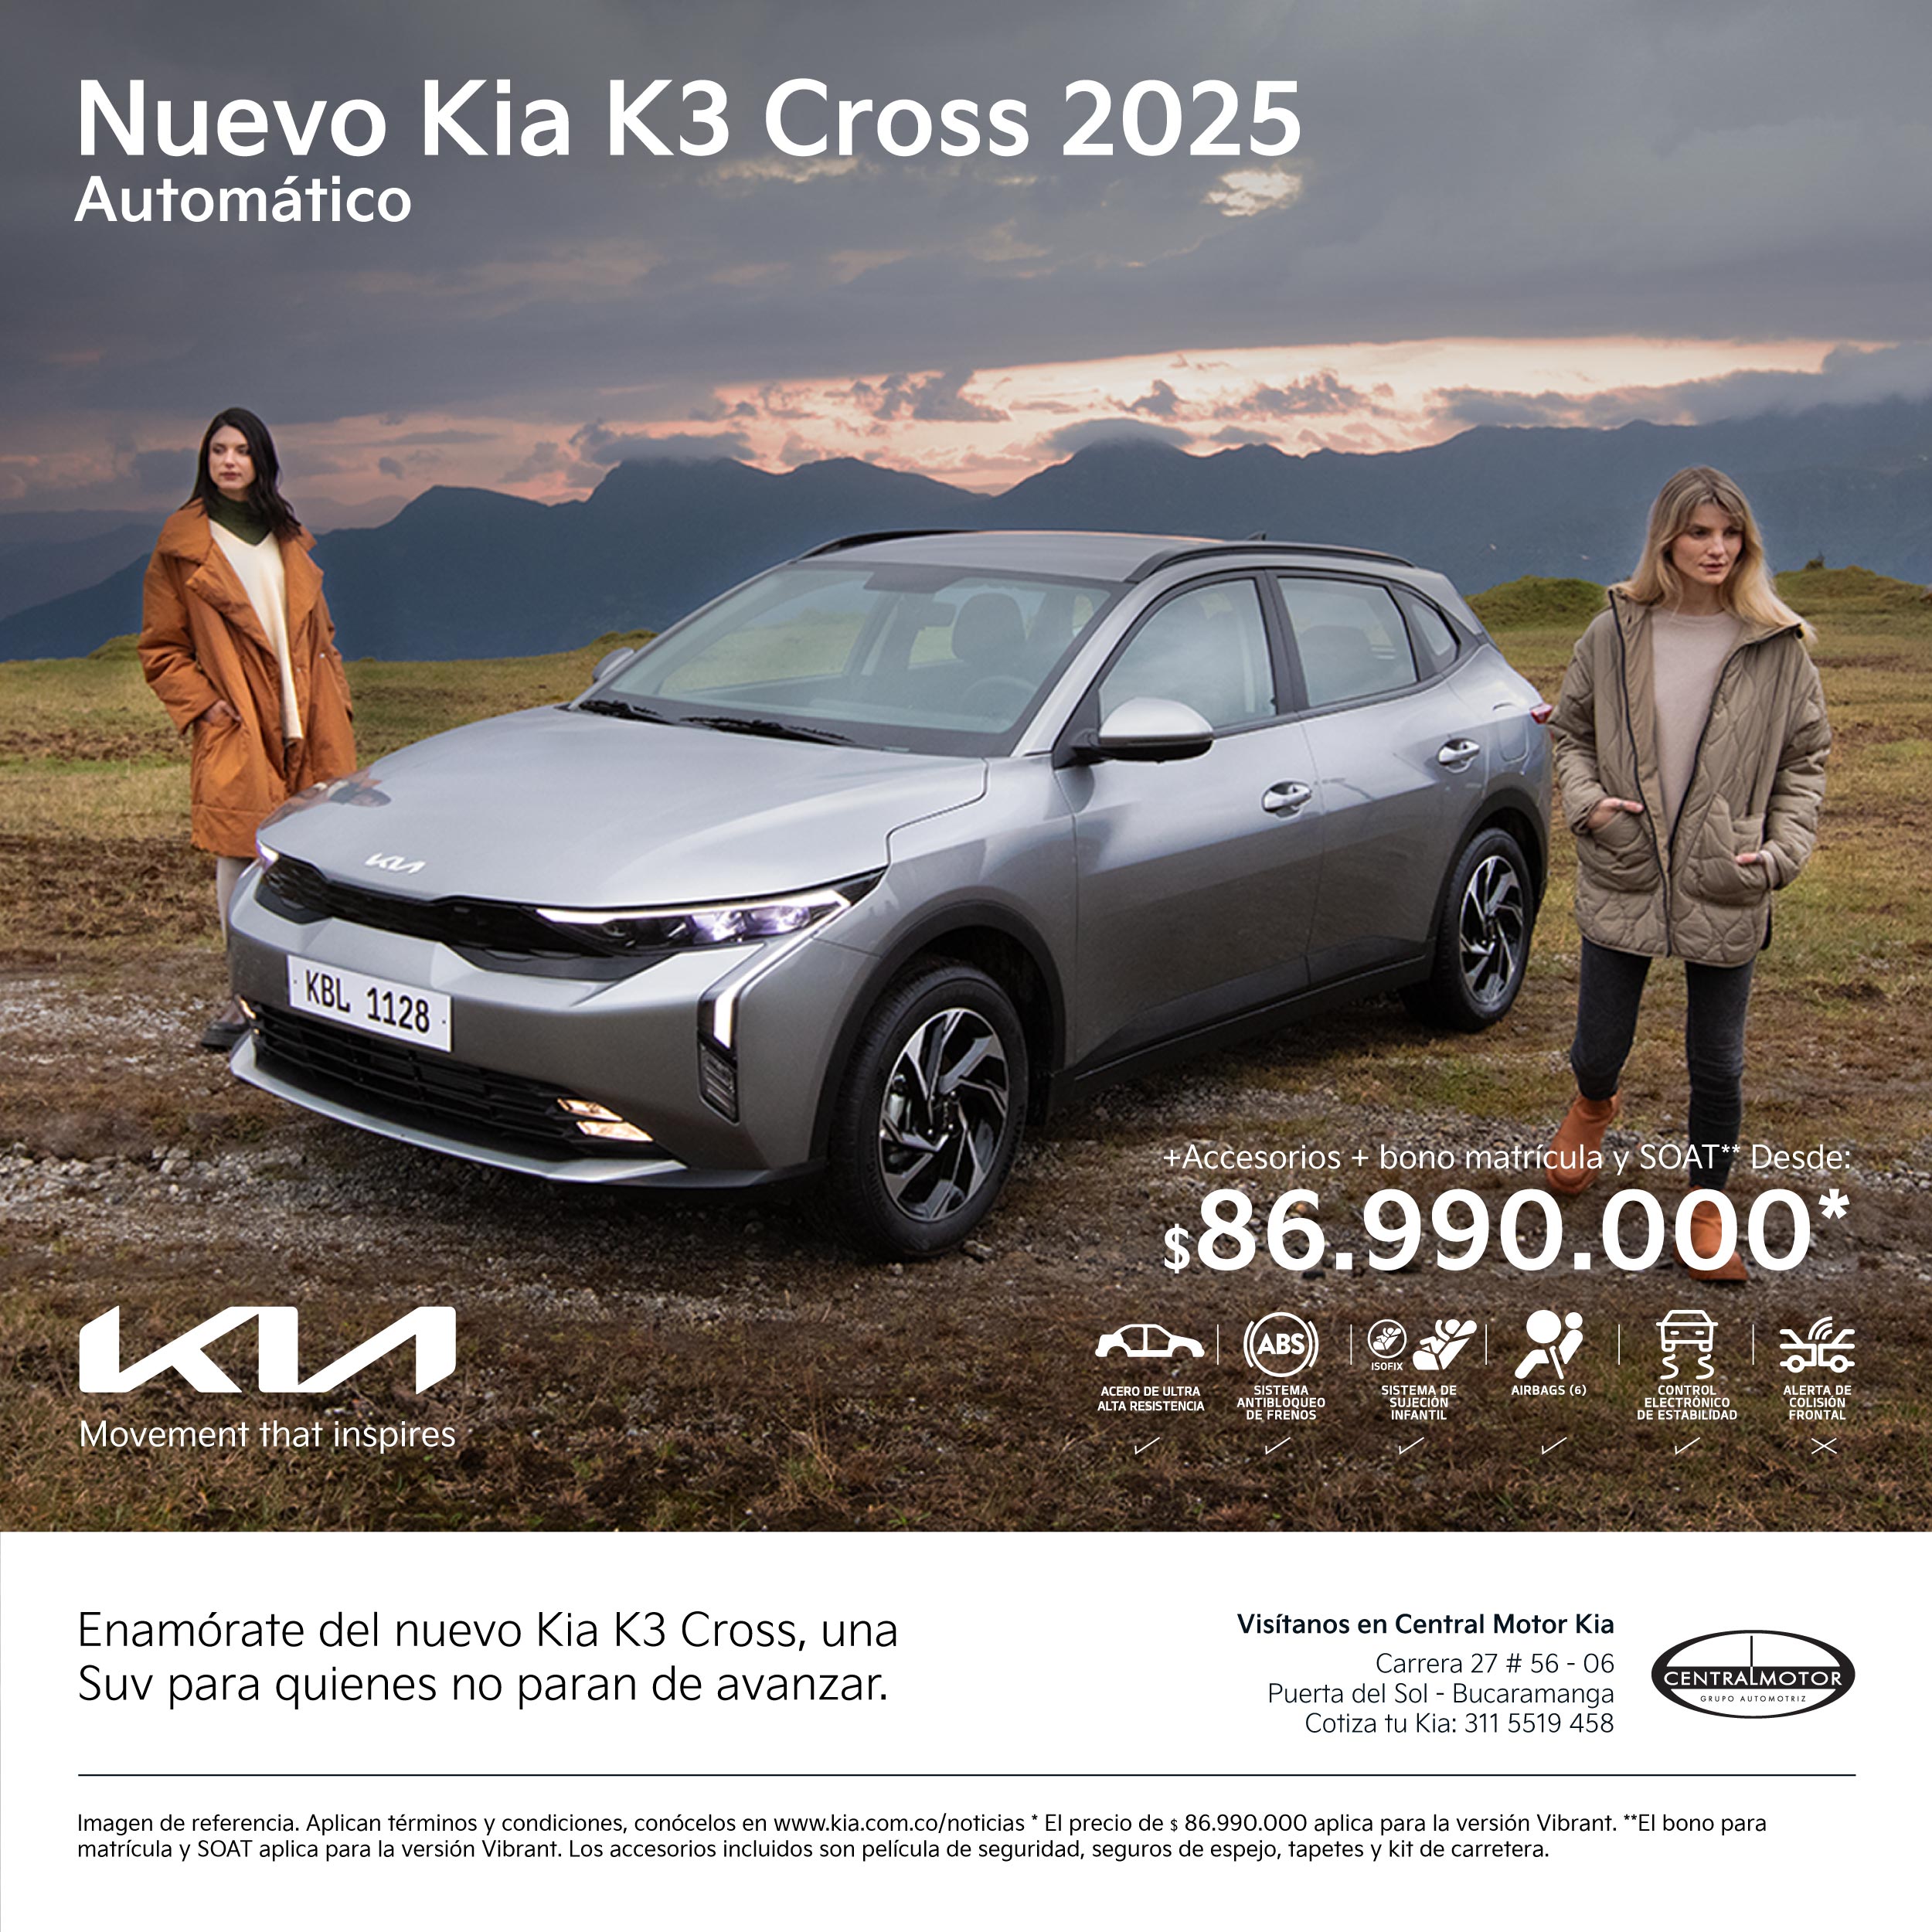 Nuevo Kia K3 Cross 2025
Automático
KIA
KBL 1128
+Accesorios + bono matrícula y SOAT** Desde:
$86.990.000*
KIA
Movement that inspires
ABS
ISOFIX
ACERO DE ULTRA
ALTA RESISTENCIA
SISTEMA
ANTIBLOQUEO
DE FRENOS
SISTEMA DE
SUJECIÓN
INFANTIL
AIRBAGS (6)
CONTROL
ELECTRÓNICO
DE ESTABILIDAD
ALERTA DE
COLISIÓN
FRONTAL
Enamórate del nuevo Kia K3 Cross, una
Suv para quienes no paran de avanzar.
Visítanos en Central Motor Kia
Carrera 27 # 56 - 06
Puerta del Sol - Bucaramanga
Cotiza tu Kia: 311 5519 458
CENTRALMOTOR
GRUPO AUTOMOTRIZ
Imagen de referencia. Aplican términos y condiciones, conócelos en www.kia.com.co/noticias * El precio de $ 86.990.000 aplica para la versión Vibrant. **El bono para
matrícula y SOAT aplica para la versión Vibrant. Los accesorios incluidos son película de seguridad, seguros de espejo, tapetes y kit de carretera.